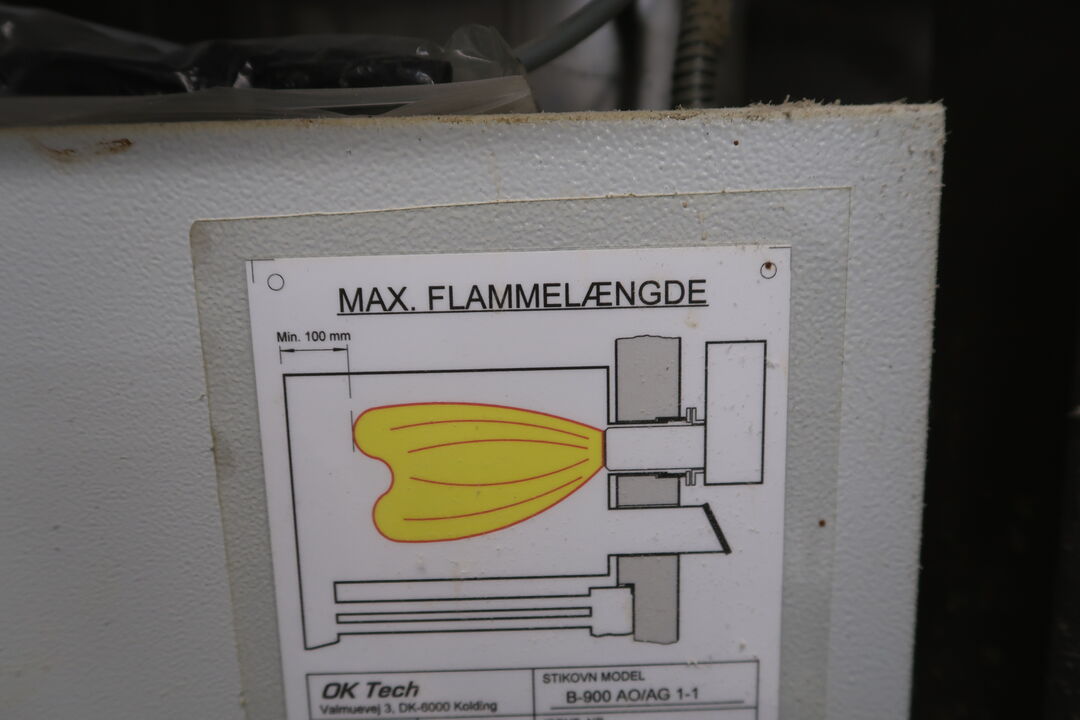 MAX. FLAMMELÆNGDE
Min. 100 mm
OK Tech
Valmuevej 3, DK-6000 Kolding
STIKOVN MODEL
B-900 AO/AG 1-1